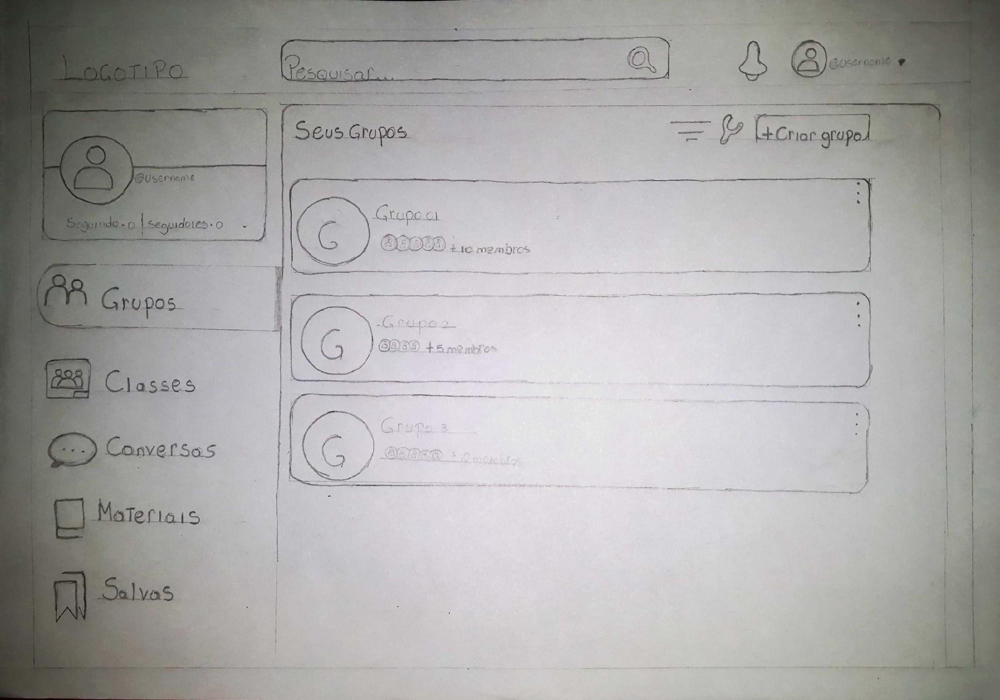 LOGOTIPO
Pesquisar...
@username
@username
Seguindo.0 | seguidores.0
Grupos
Classes
Conversas
Materiais
Salvas
Seus Grupos
+Criar grupo
G
Grupo 01
+10 membros
G
Grupo 2
+5 membros
G
Grupo 3
membros